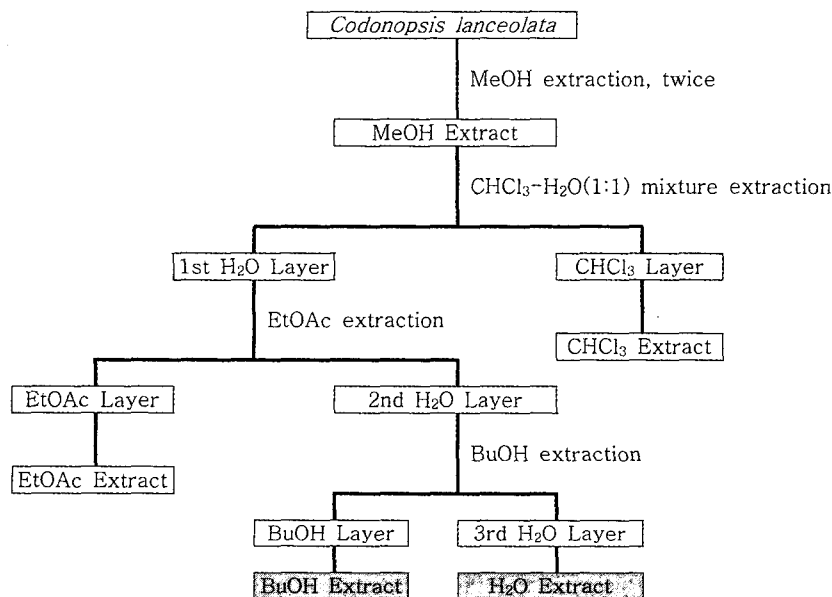 Codonopsis lanceolata
MeOH extraction, twice
MeOH Extract
CHCl₃-H₂O(1:1) mixture extraction
1st H₂O Layer
CHCl₃ Layer
EtOAc extraction
CHCl₃ Extract
EtOAc Layer
2nd H₂O Layer
BuOH extraction
EtOAc Extract
BuOH Layer
3rd H₂O Layer
BuOH Extract
H₂O Extract